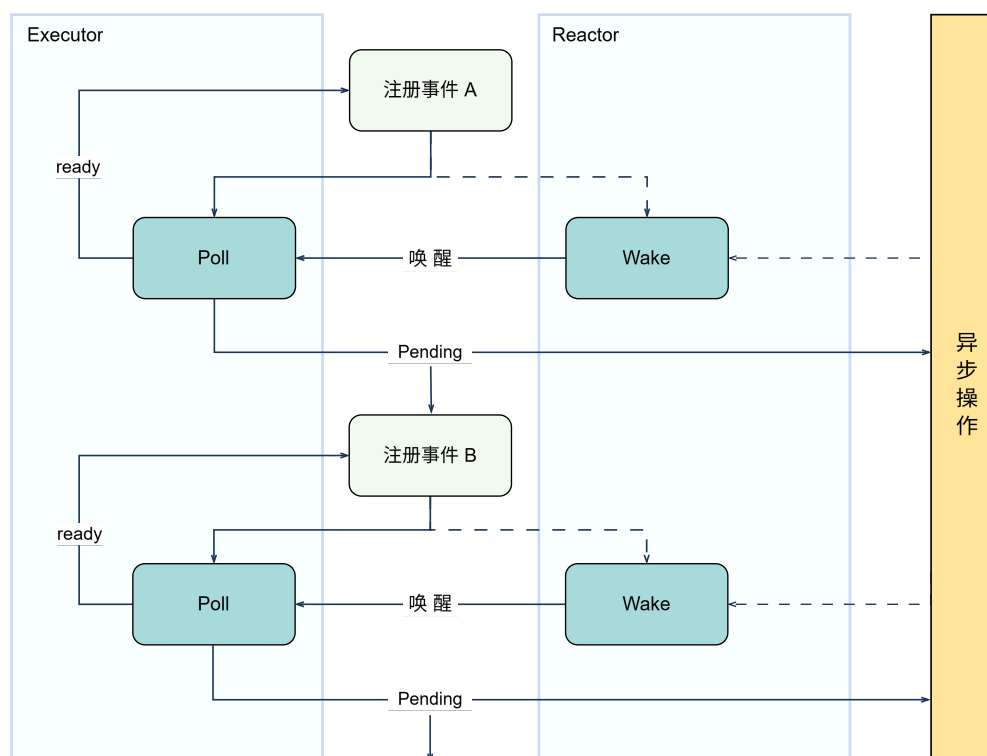 Executor
Reactor
注册事件 A
ready
Poll
唤 醒
Wake
Pending
异步操作
注册事件 B
ready
Poll
唤 醒
Wake
Pending